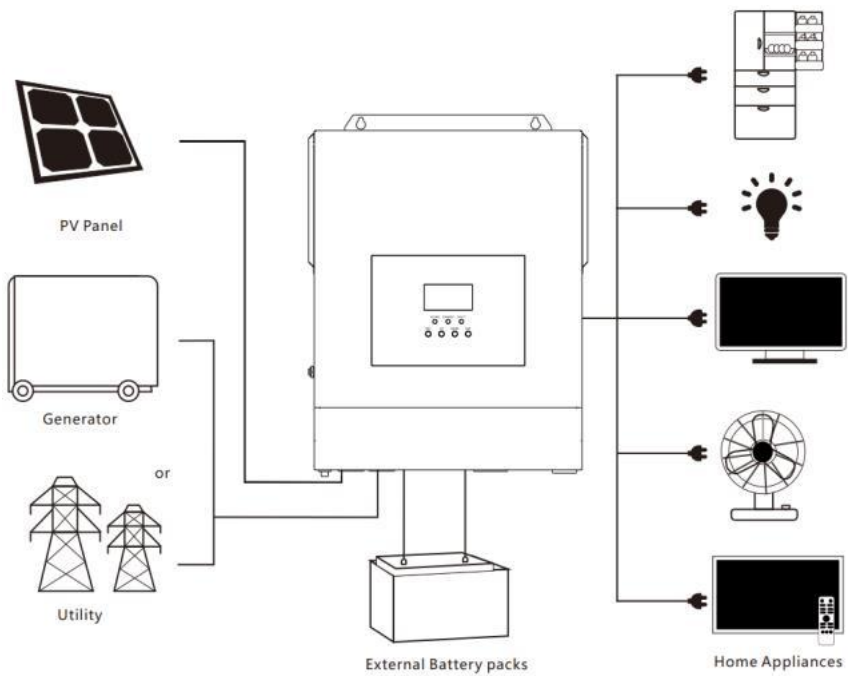 PV Panel
Generator
or
Utility
External Battery packs
Home Appliances